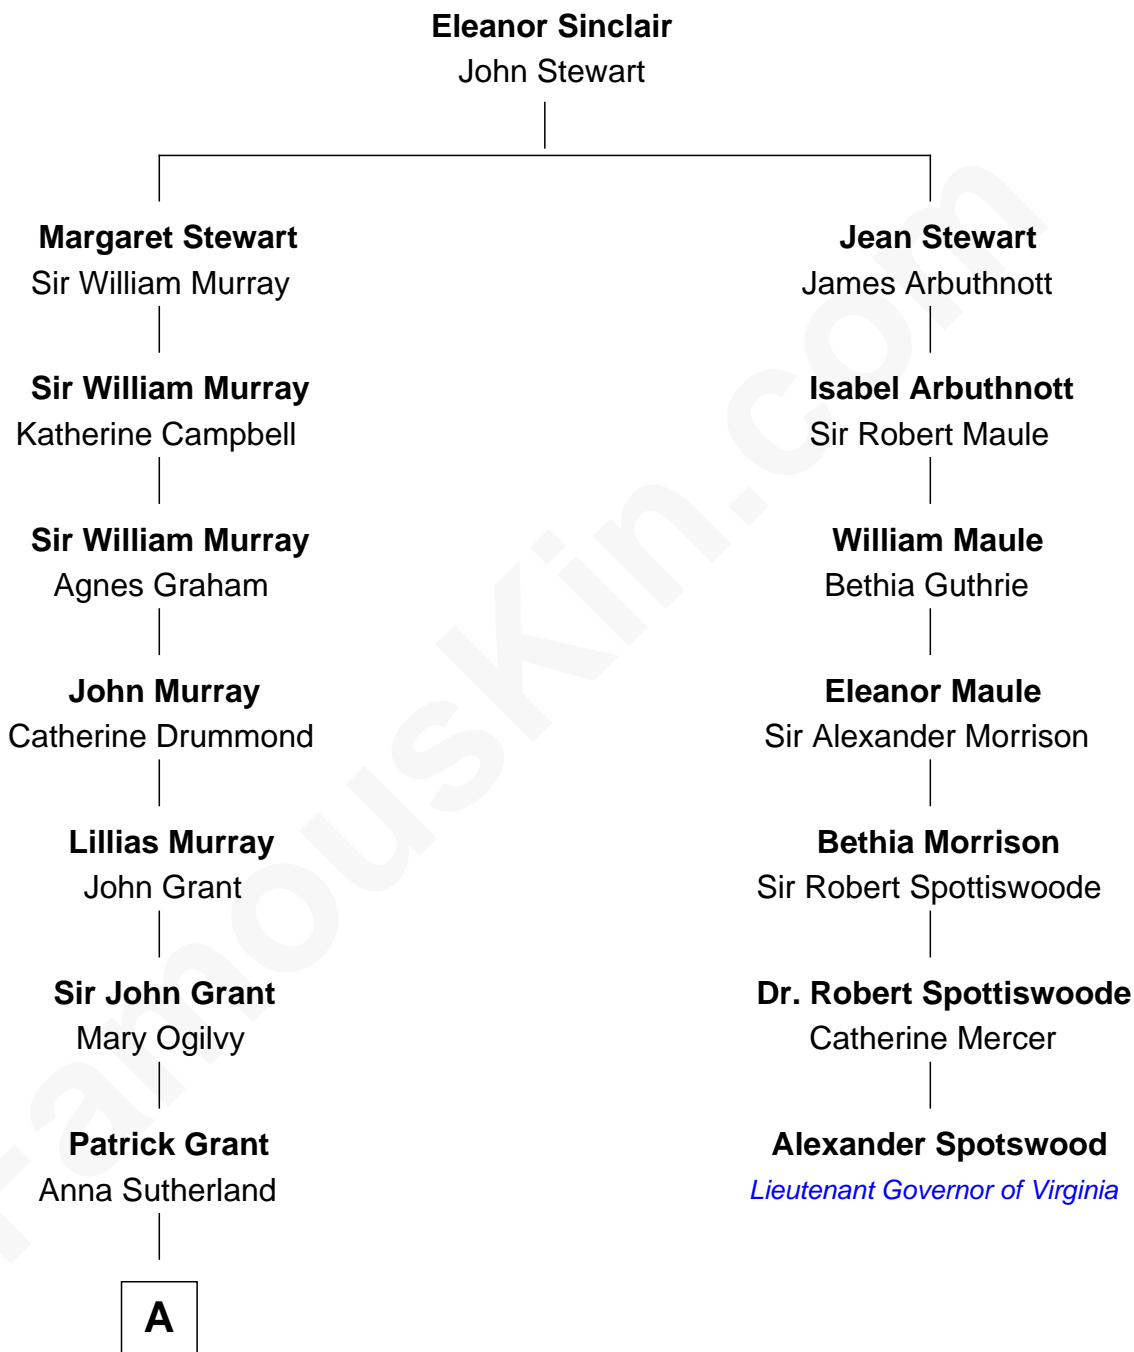 Eleanor Sinclair
John Stewart
Margaret Stewart
Sir William Murray
Jean Stewart
James Arbuthnott
Sir William Murray
Katherine Campbell
Isabel Arbuthnott
Sir Robert Maule
Sir William Murray
Agnes Graham
William Maule
Bethia Guthrie
John Murray
Catherine Drummond
Eleanor Maule
Sir Alexander Morrison
Lillias Murray
John Grant
Bethia Morrison
Sir Robert Spottiswoode
Sir John Grant
Mary Ogilvy
Dr. Robert Spottiswoode
Catherine Mercer
Patrick Grant
Anna Sutherland
Alexander Spotswood
Lieutenant Governor of Virginia
A
FamousKin.com